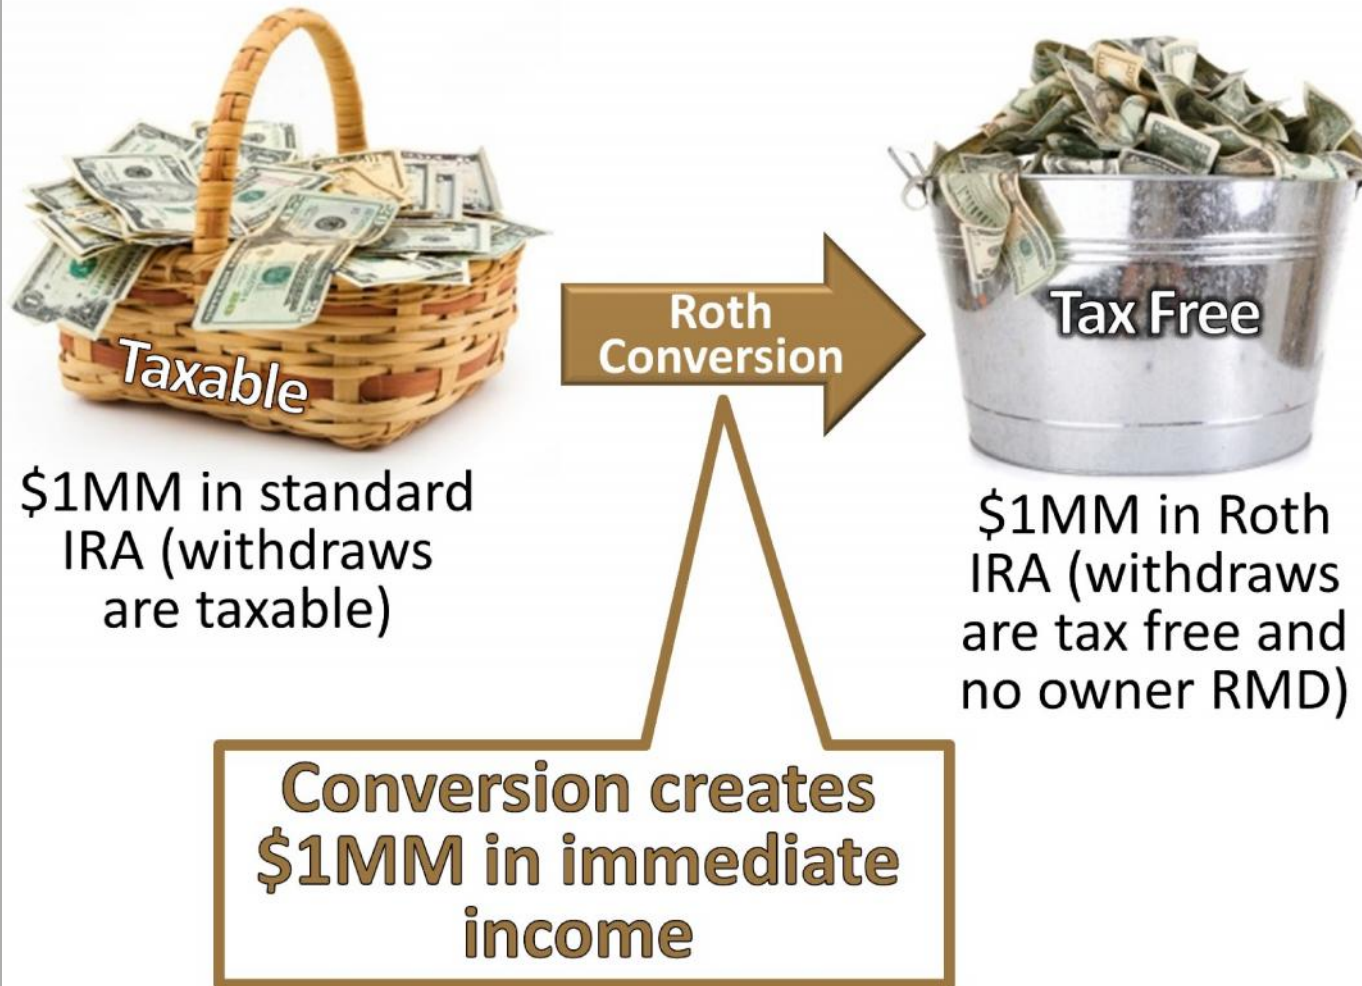 Taxable
$1MM in standard
IRA (withdraws
are taxable)
Roth
Conversion
Tax Free
$1MM in Roth
IRA (withdraws
are tax free and
no owner RMD)
Conversion creates
$1MM in immediate
income